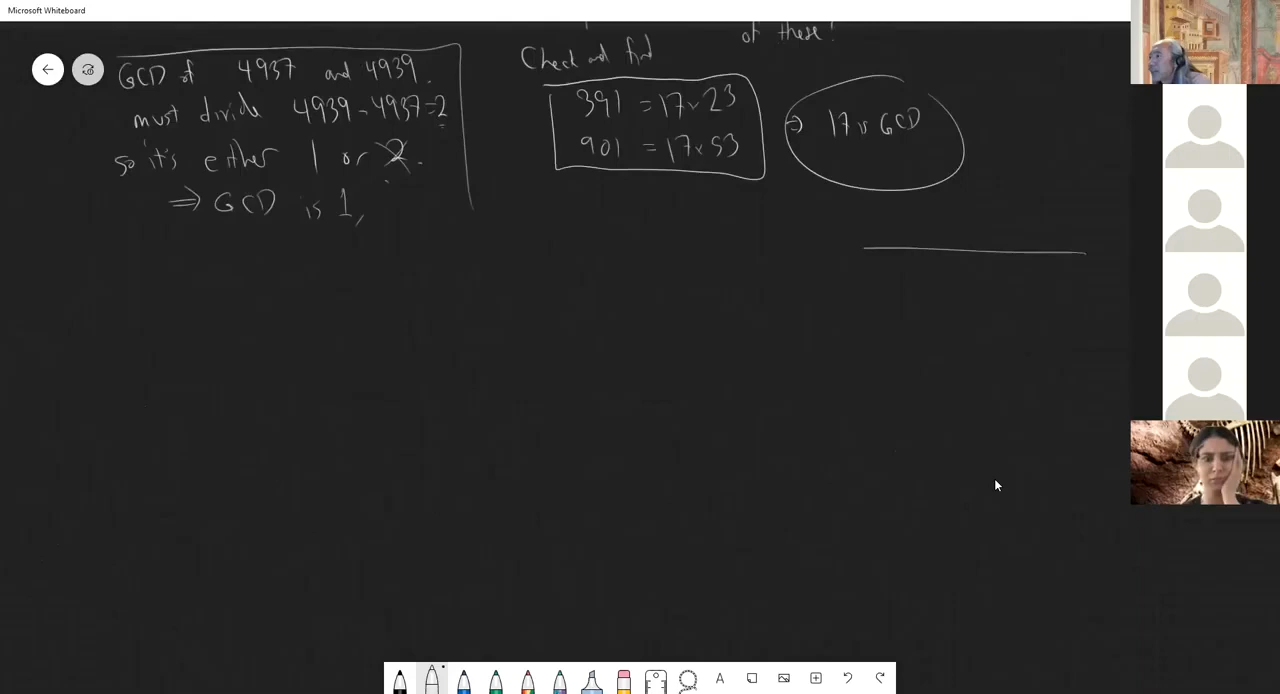 Microsoft Whiteboard
GCD of 4937 and 4939.
must divide 4939 - 4937 = 2
so it's either 1 or 2.
⇒ GCD is 1,
of these!
Check and find
391 = 17 × 23
901 = 17 × 53
⇒ 17 is GCD
A